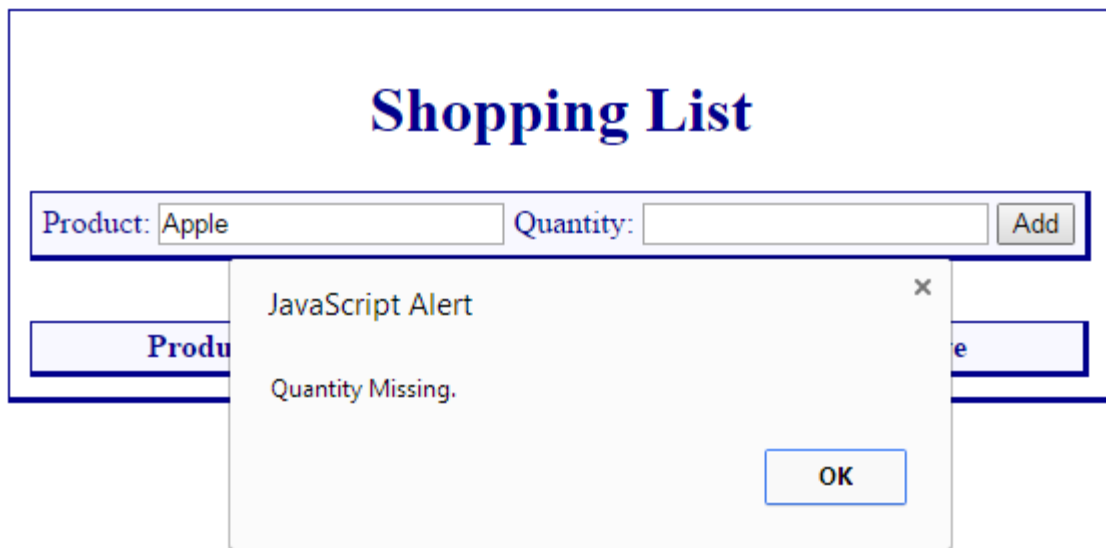 Shopping List
Product: Apple Quantity: Add
JavaScript Alert
Quantity Missing.
OK